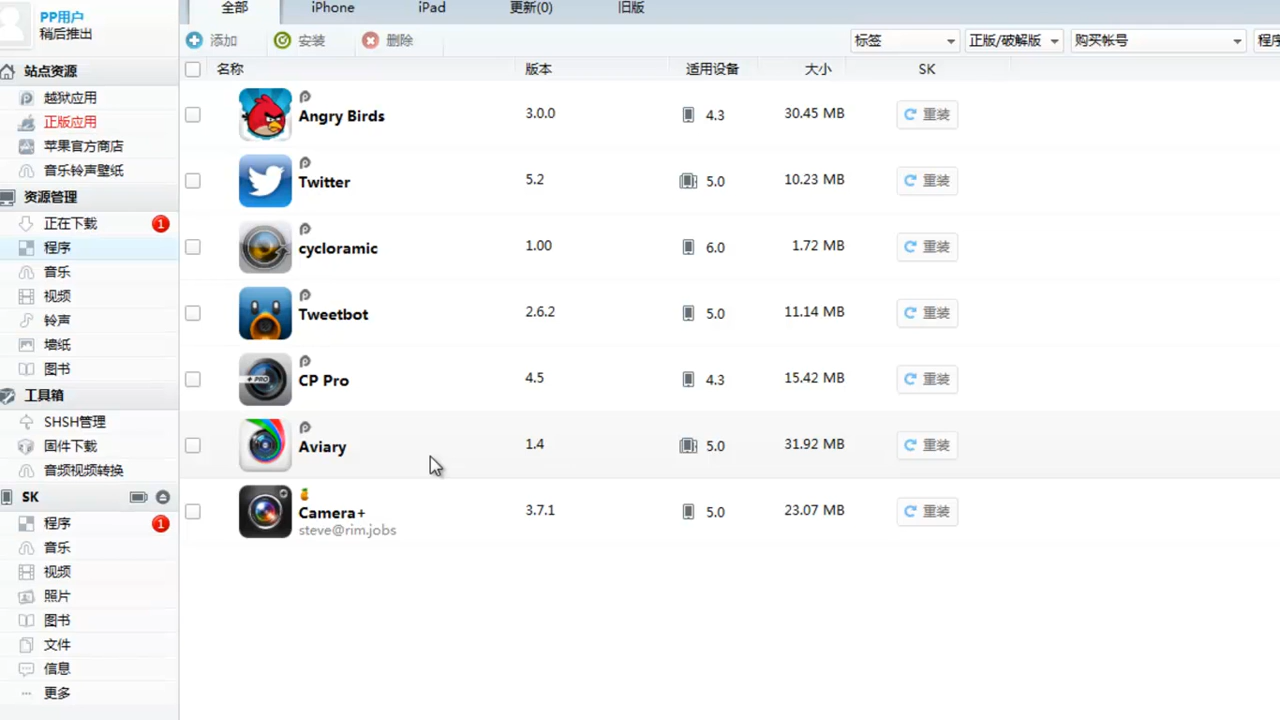 PP用户
稍后推出
站点资源
越狱应用
正版应用
苹果官方商店
音乐铃声壁纸
资源管理
正在下载 1
程序
音乐
视频
铃声
墙纸
图书
工具箱
SHSH管理
固件下载
音频视频转换
SK
程序 1
音乐
视频
照片
图书
文件
信息
更多
全部 iPhone iPad 更新(0) 旧版
添加 安装 删除 标签 正版/破解版 购买帐号 程序
名称 版本 适用设备 大小 SK
Angry Birds 3.0.0 4.3 30.45 MB 重装
Twitter 5.2 5.0 10.23 MB 重装
cycloramic 1.00 6.0 1.72 MB 重装
Tweetbot 2.6.2 5.0 11.14 MB 重装
+ PRO
CP Pro 4.5 4.3 15.42 MB 重装
Aviary 1.4 5.0 31.92 MB 重装
Camera+ 3.7.1 5.0 23.07 MB 重装
steve@rim.jobs